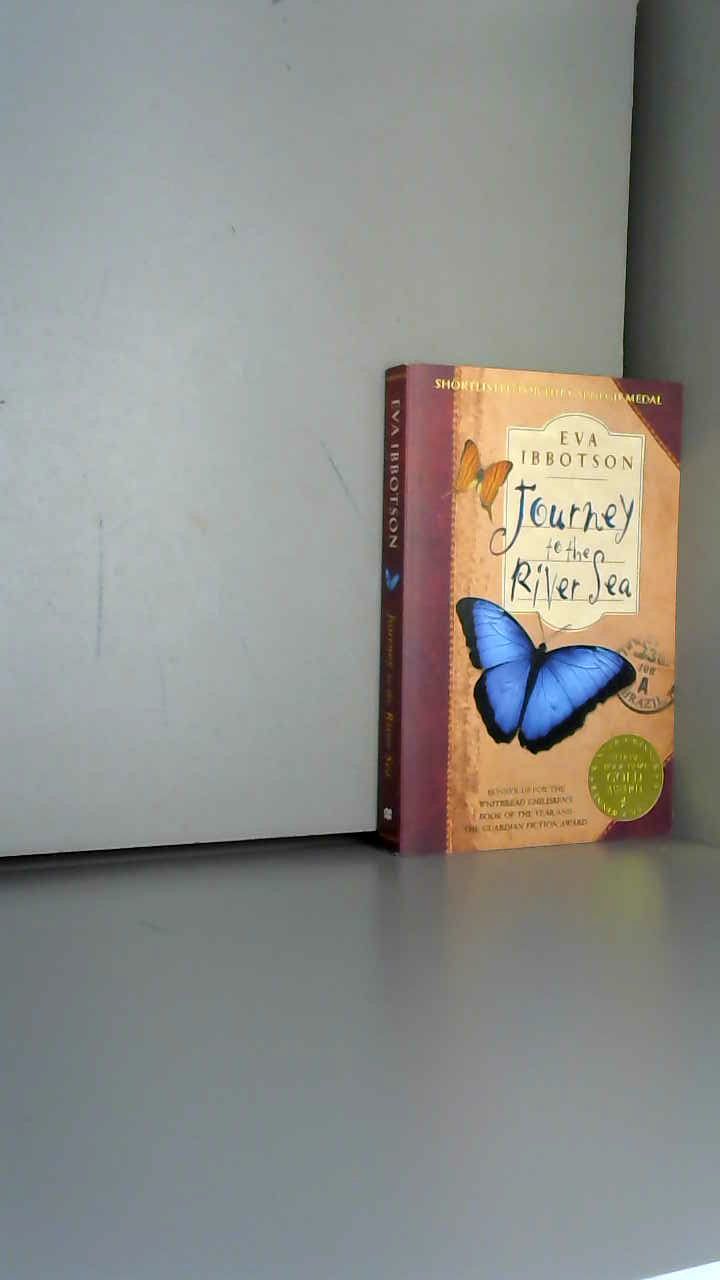 EVA IBBOTSON
Journey to the River Sea
SHORTLISTED FOR THE CARNEGIE MEDAL
EVA
IBBOTSON
Journey
to the
River Sea
FOR
A
BRAZIL
GOLD
AWARD
RUNNER-UP FOR THE
WHITBREAD CHILDREN'S
BOOK OF THE YEAR AND
THE GUARDIAN FICTION AWARD